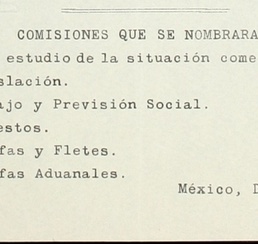 COMISIONES QUE SE NOMBRARA
estudio de la situación come
slación.
ajo y Previsión Social.
estos.
fas y Fletes.
fas Aduanales.
México, D